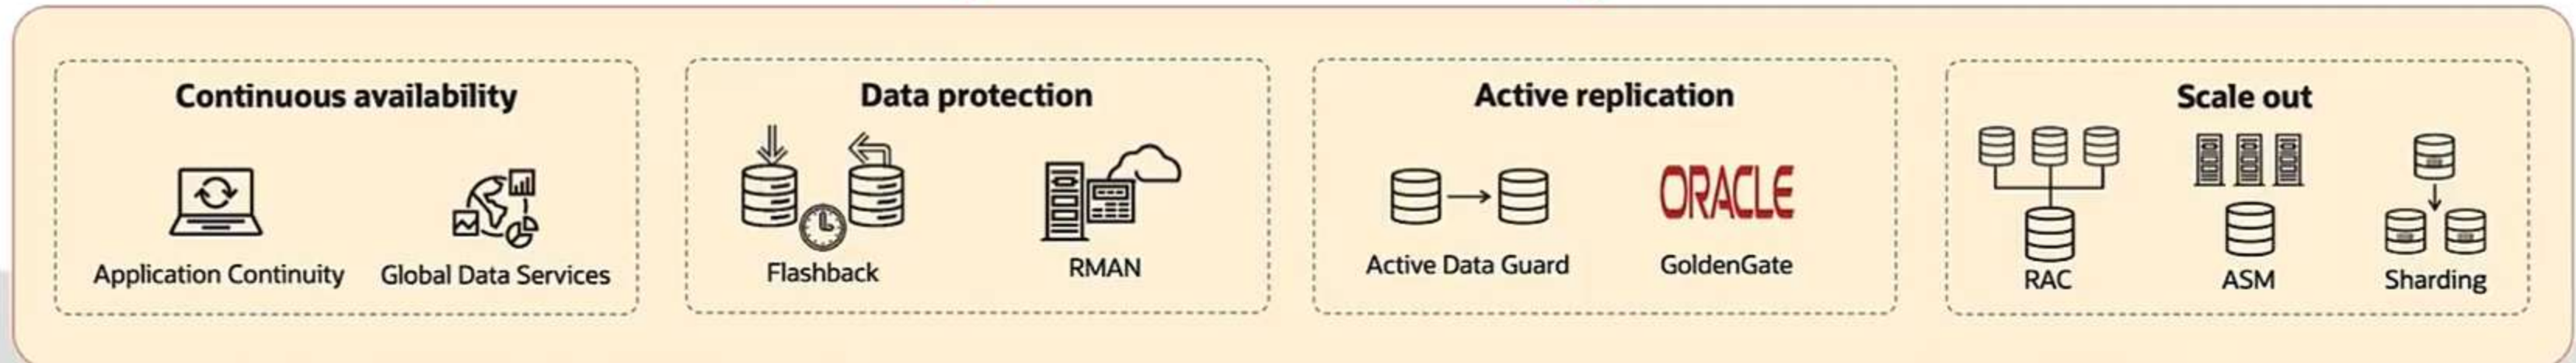 Continuous availability
Application Continuity
Global Data Services
Data protection
Flashback
RMAN
Active replication
Active Data Guard
ORACLE
GoldenGate
Scale out
RAC
ASM
Sharding